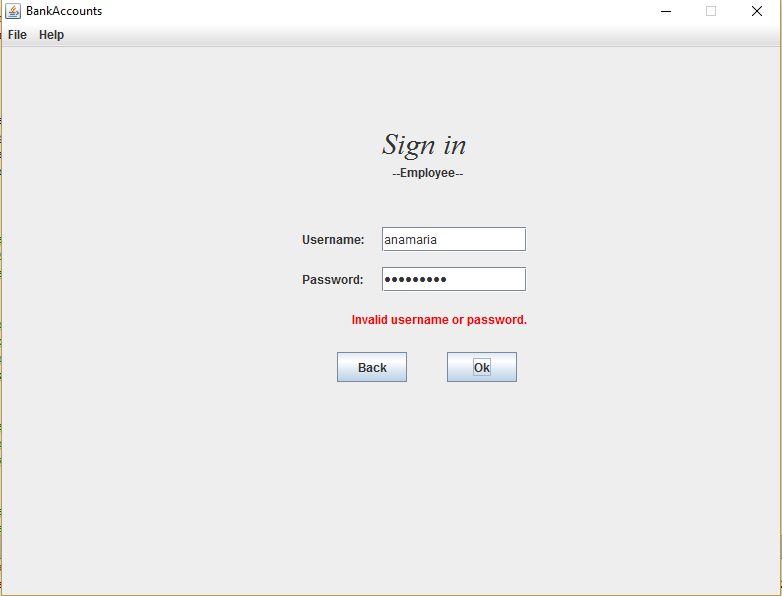 BankAccounts
File Help
Sign in
--Employee--
Username: anamaria
Password: •••••••••
Invalid username or password.
Back Ok